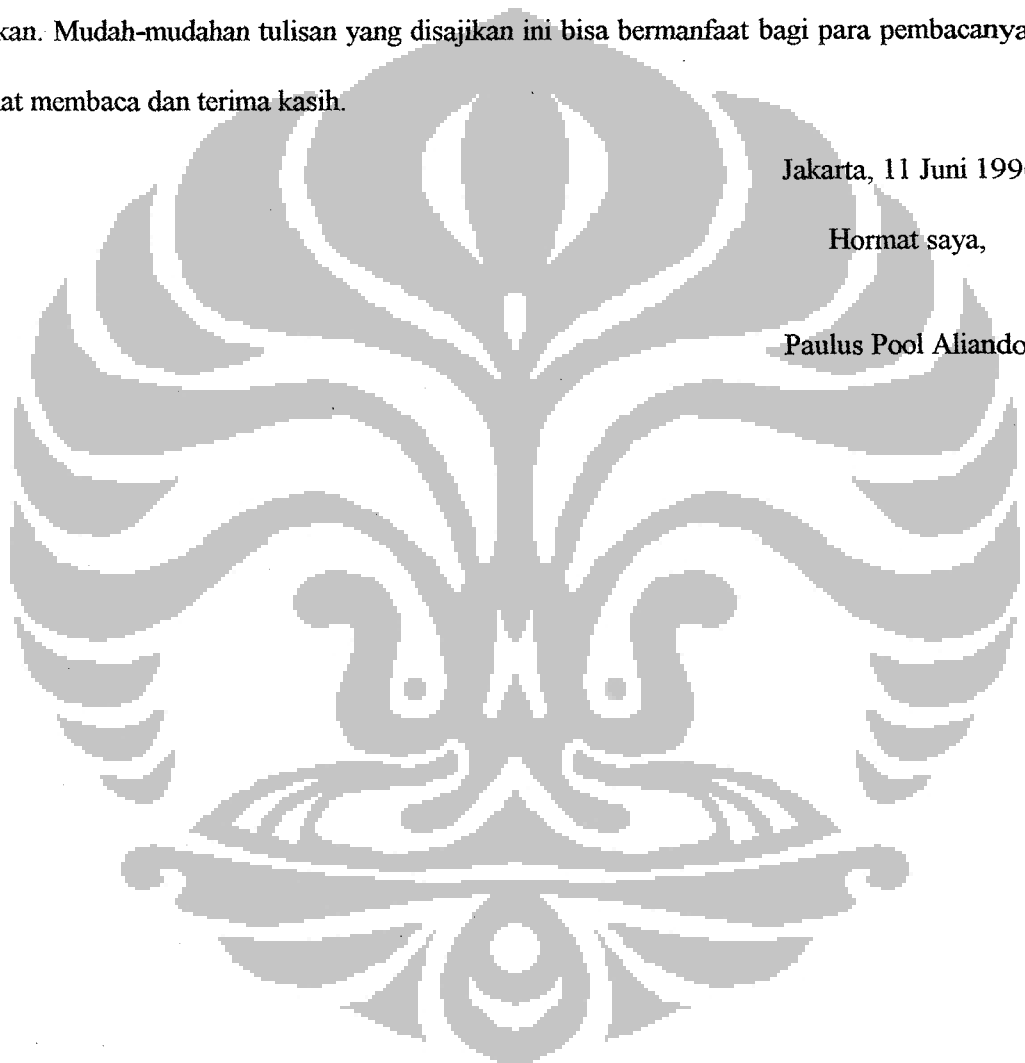 kan. Mudah-mudahan tulisan yang disajikan ini bisa bermanfaat bagi para pembacanya
at membaca dan terima kasih.
Jakarta, 11 Juni 199
Hormat saya,
Paulus Pool Aliando